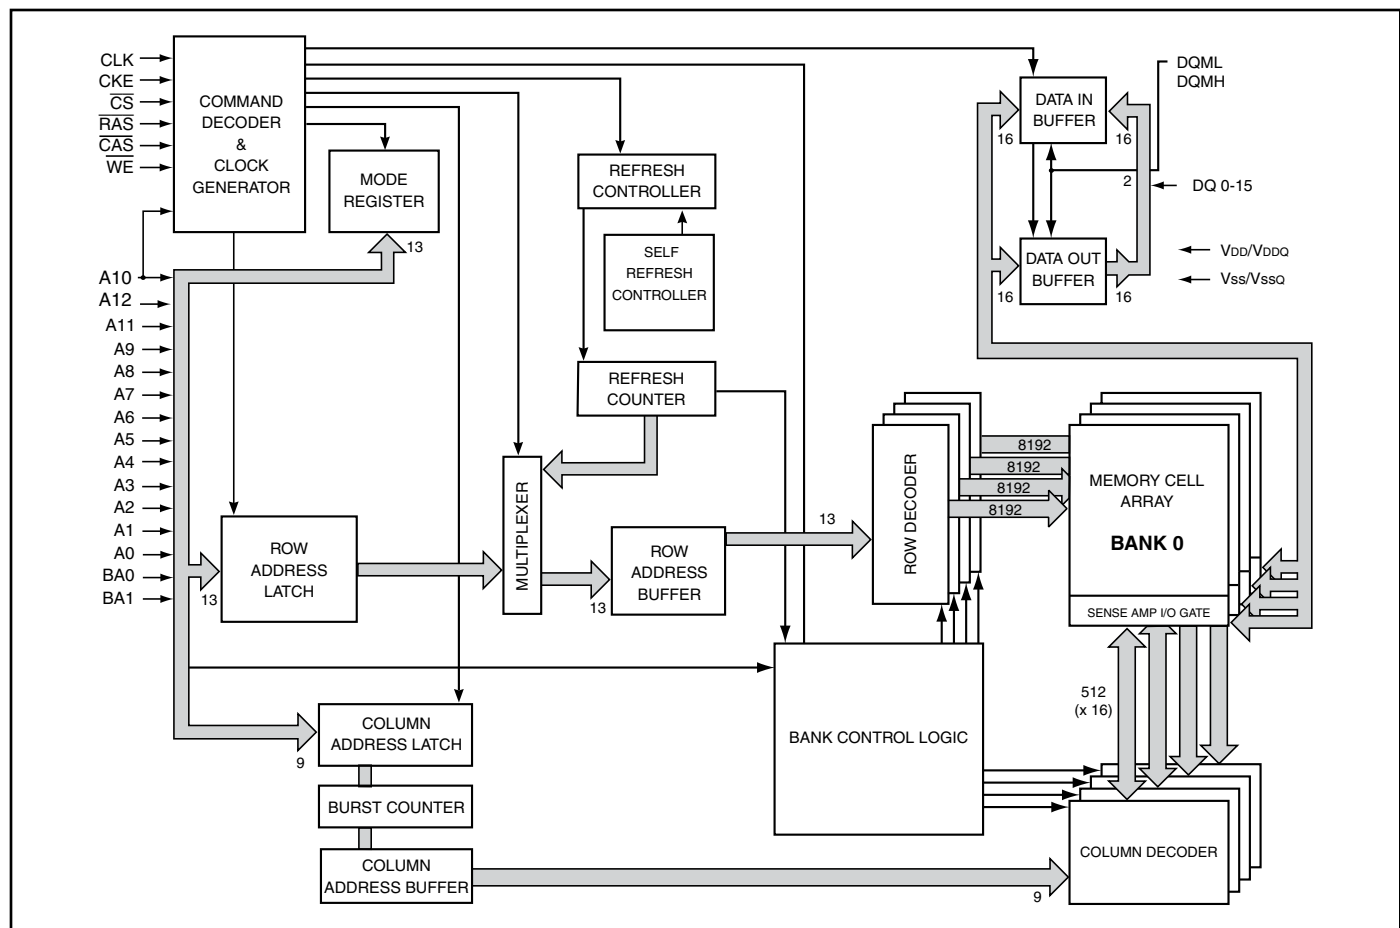 CLK
CKE
CS
RAS
CAS
WE
COMMAND
DECODER
&
CLOCK
GENERATOR
MODE
REGISTER
13
REFRESH
CONTROLLER
SELF
REFRESH
CONTROLLER
REFRESH
COUNTER
DATA IN
BUFFER
16
16
DQML
DQMH
2
DQ 0-15
DATA OUT
BUFFER
16
16
VDD/VDDQ
VSS/VSSQ
A10
A12
A11
A9
A8
A7
A6
A5
A4
A3
A2
A1
A0
BA0
BA1
13
ROW
ADDRESS
LATCH
MULTIPLEXER
13
ROW
ADDRESS
BUFFER
13
ROW DECODER
8192
8192
8192
8192
MEMORY CELL
ARRAY
BANK 0
SENSE AMP I/O GATE
512
(x 16)
BANK CONTROL LOGIC
9
COLUMN
ADDRESS LATCH
BURST COUNTER
COLUMN
ADDRESS BUFFER
9
COLUMN DECODER